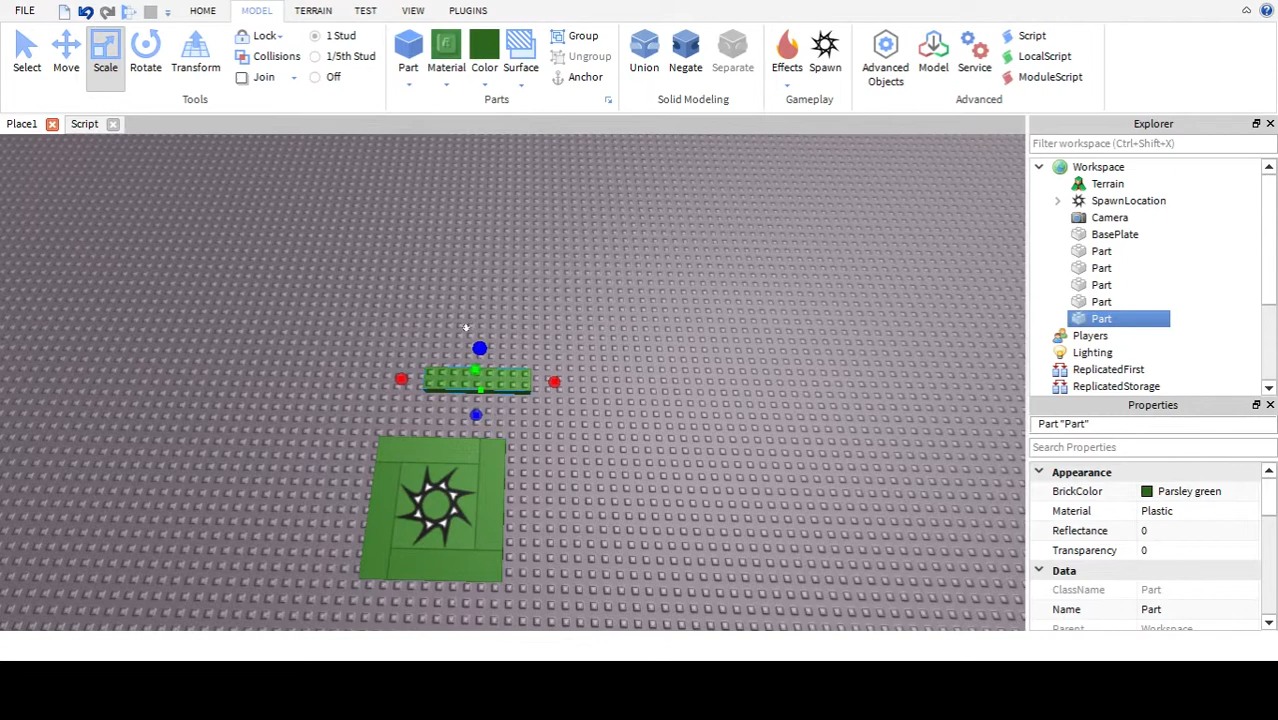 FILE HOME MODEL TERRAIN TEST VIEW PLUGINS
Select Move Scale Rotate Transform
Lock
Collisions
Join
1 Stud
1/5th Stud
Off
Tools
Part Material Color Surface
Group
Ungroup
Anchor
Parts
Union Negate Separate
Solid Modeling
Effects Spawn
Gameplay
Advanced
Objects
Model Service
Script
LocalScript
ModuleScript
Advanced
Place1 Script
Explorer
Filter workspace (Ctrl+Shift+X)
Workspace
Terrain
SpawnLocation
Camera
BasePlate
Part
Part
Part
Part
Part
Players
Lighting
ReplicatedFirst
ReplicatedStorage
Properties
Part "Part"
Search Properties
Appearance
BrickColor Parsley green
Material Plastic
Reflectance 0
Transparency 0
Data
ClassName Part
Name Part
Parent Workspace